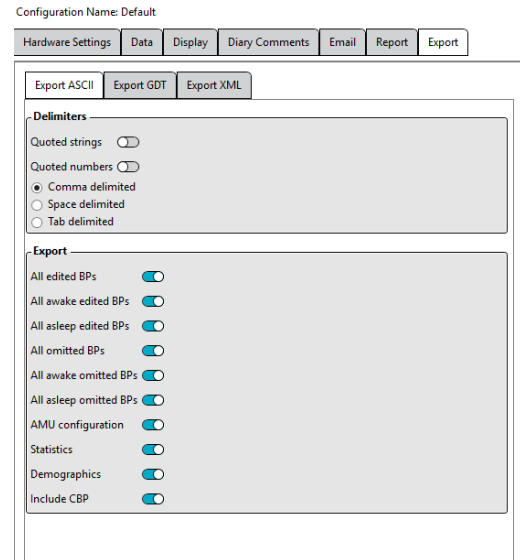 Configuration Name: Default
Hardware Settings Data Display Diary Comments Email Report Export
Export ASCII Export GDT Export XML
Delimiters
Quoted strings
Quoted numbers
Comma delimited
Space delimited
Tab delimited
Export
All edited BPs
All awake edited BPs
All asleep edited BPs
All omitted BPs
All awake omitted BPs
All asleep omitted BPs
AMU configuration
Statistics
Demographics
Include CBP